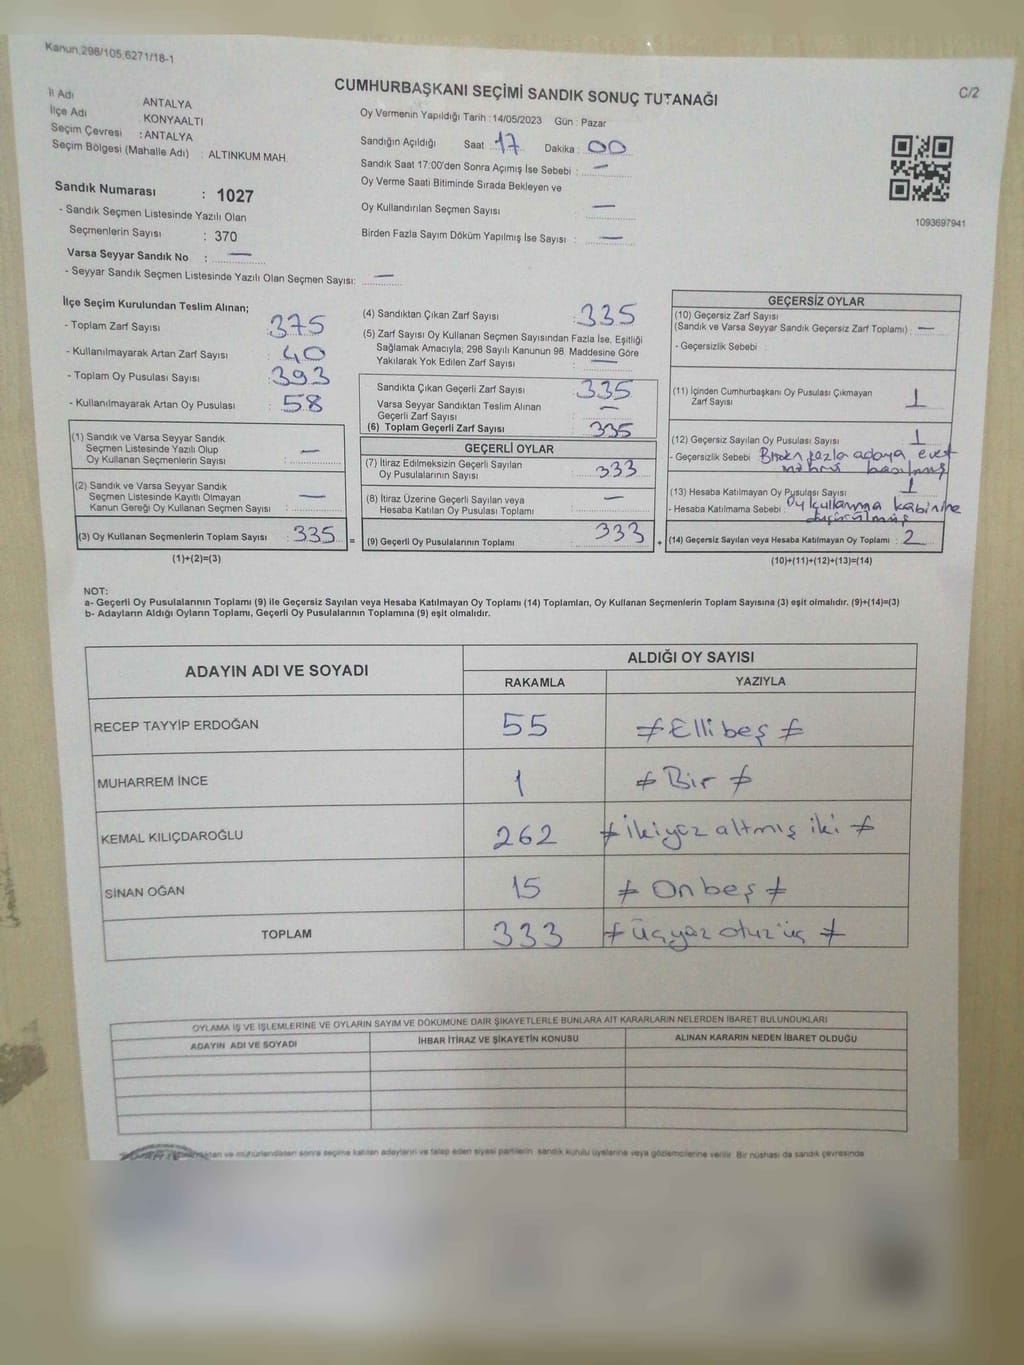 Kanun,298/105,6271/18-1
C/2
CUMHURBAŞKANI SEÇİMİ SANDIK SONUÇ TUTANAĞI
İl Adı ANTALYA
İlçe Adı KONYAALTI
Seçim Çevresi : ANTALYA
Seçim Bölgesi (Mahalle Adı) : ALTINKUM MAH.
Oy Vermenin Yapıldığı Tarih : 14/05/2023 Gün : Pazar
Sandığın Açıldığı Saat : 17 Dakika : 00
Sandık Saat 17:00'den Sonra Açımış İse Sebebi : —
Oy Verme Saati Bitiminde Sırada Bekleyen ve
Oy Kullandırılan Seçmen Sayısı : —
Birden Fazla Sayım Döküm Yapılmış İse Sayısı : —
1093697941
Sandık Numarası : 1027
- Sandık Seçmen Listesinde Yazılı Olan
Seçmenlerin Sayısı : 370
Varsa Seyyar Sandık No : —
- Seyyar Sandık Seçmen Listesinde Yazılı Olan Seçmen Sayısı: —
İlçe Seçim Kurulundan Teslim Alınan;
- Toplam Zarf Sayısı : 375
- Kullanılmayarak Artan Zarf Sayısı : 40
- Toplam Oy Pusulası Sayısı : 393
- Kullanılmayarak Artan Oy Pusulası : 58
(1) Sandık ve Varsa Seyyar Sandık
Seçmen Listesinde Yazılı Olup
Oy Kullanan Seçmenlerin Sayısı : —
(2) Sandık ve Varsa Seyyar Sandık
Seçmen Listesinde Kayıtlı Olmayan
Kanun Gereği Oy Kullanan Seçmen Sayısı : —
(3) Oy Kullanan Seçmenlerin Toplam Sayısı : 335 =
(1)+(2)=(3)
(4) Sandıktan Çıkan Zarf Sayısı : 335
(5) Zarf Sayısı Oy Kullanan Seçmen Sayısından Fazla İse, Eşitliği
Sağlamak Amacıyla, 298 Sayılı Kanunun 98. Maddesine Göre
Yakılarak Yok Edilen Zarf Sayısı : —
Sandıkta Çıkan Geçerli Zarf Sayısı : 335
Varsa Seyyar Sandıktan Teslim Alınan
Geçerli Zarf Sayısı : —
(6) Toplam Geçerli Zarf Sayısı : 335
GEÇERLİ OYLAR
(7) İtiraz Edilmeksizin Geçerli Sayılan
Oy Pusulalarının Sayısı : 333
(8) İtiraz Üzerine Geçerli Sayılan veya
Hesaba Katılan Oy Pusulası Toplamı : —
(9) Geçerli Oy Pusulalarının Toplamı : 333 +
GEÇERSİZ OYLAR
(10) Geçersiz Zarf Sayısı
(Sandık ve Varsa Seyyar Sandık Geçersiz Zarf Toplamı) : —
- Geçersizlik Sebebi :
(11) İçinden Cumhurbaşkanı Oy Pusulası Çıkmayan
Zarf Sayısı : 1
(12) Geçersiz Sayılan Oy Pusulası Sayısı : 1
- Geçersizlik Sebebi : Birden fazla adaya evet
mührü basılmış
(13) Hesaba Katılmayan Oy Pusulası Sayısı : 1
- Hesaba Katılmama Sebebi : Oy kullanma kabinine
düşürülmüş
(14) Geçersiz Sayılan veya Hesaba Katılmayan Oy Toplamı : 2
(10)+(11)+(12)+(13)=(14)
NOT:
a- Geçerli Oy Pusulalarının Toplamı (9) ile Geçersiz Sayılan veya Hesaba Katılmayan Oy Toplamı (14) Toplamları, Oy Kullanan Seçmenlerin Toplam Sayısına (3) eşit olmalıdır. (9)+(14)=(3)
b- Adayların Aldığı Oyların Toplamı, Geçerli Oy Pusulalarının Toplamına (9) eşit olmalıdır.
ADAYIN ADI VE SOYADI ALDIĞI OY SAYISI
RAKAMLA YAZIYLA
RECEP TAYYİP ERDOĞAN 55 ≠ Elli beş ≠
MUHARREM İNCE 1 ≠ Bir ≠
KEMAL KILIÇDAROĞLU 262 ≠ İkiyüz altmış iki ≠
SİNAN OĞAN 15 ≠ On beş ≠
TOPLAM 333 ≠ üçyüz otuz üç ≠
OYLAMA İŞ VE İŞLEMLERİNE VE OYLARIN SAYIM VE DÖKÜMÜNE DAİR ŞİKAYETLERLE BUNLARA AİT KARARLARIN NELERDEN İBARET BULUNDUKLARI
ADAYIN ADI VE SOYADI İHBAR İTİRAZ VE ŞİKAYETİN KONUSU ALINAN KARARIN NEDEN İBARET OLDUĞU
ve mühürlendikten sonra seçime katılan adayların ve talep eden siyasi partilerin sandık kurulu üyelerine veya gözlemcilerine verilir. Bir nüshası da sandık çevresinde